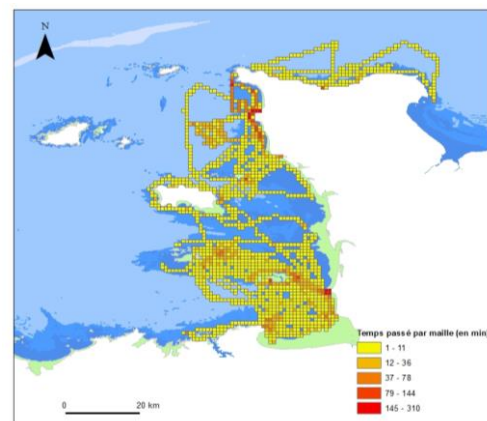 N
Temps passé par maille (en min)
1 - 11
12 - 36
37 - 78
79 - 144
145 - 310
0 20 km